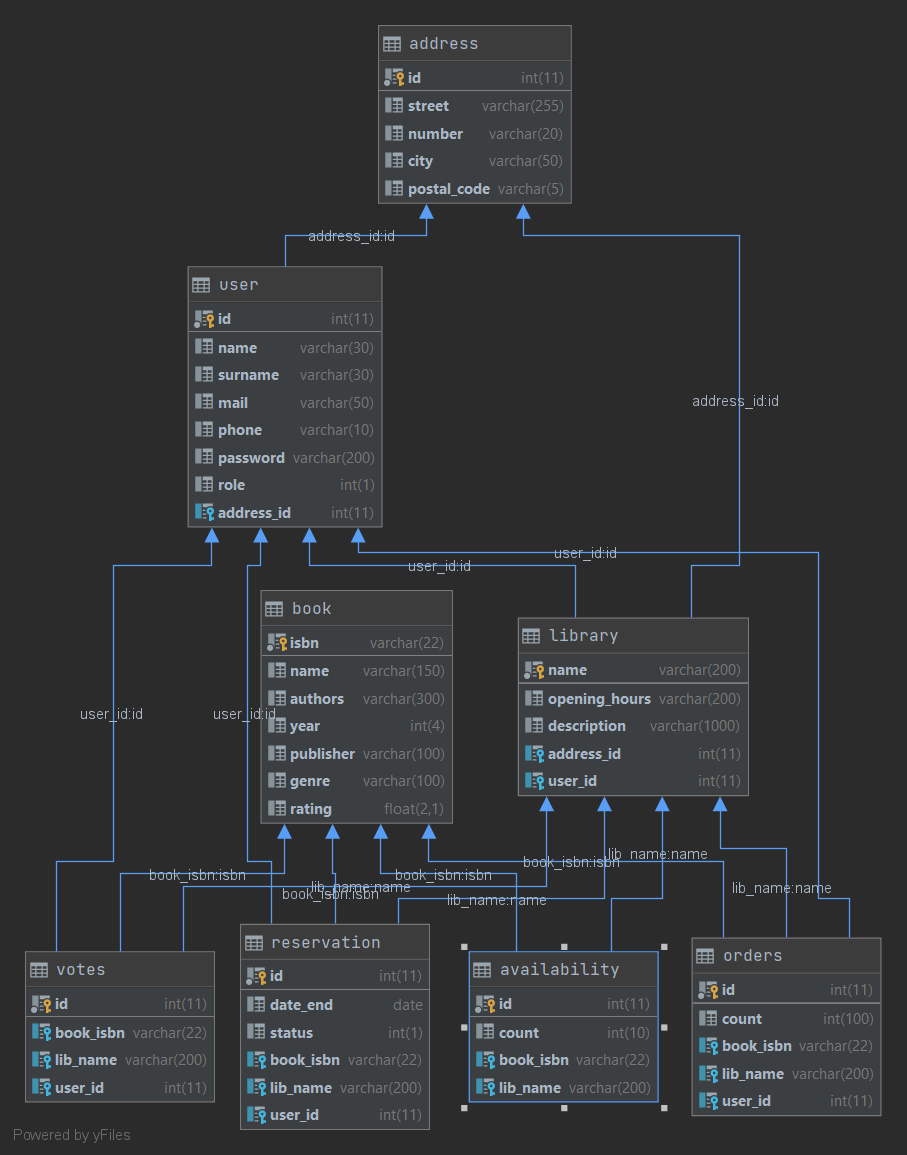 address
id int(11)
street varchar(255)
number varchar(20)
city varchar(50)
postal_code varchar(5)
address_id:id
user
id int(11)
name varchar(30)
surname varchar(30)
mail varchar(50)
phone varchar(10)
password varchar(200)
role int(1)
address_id int(11)
address_id:id
user_id:id
user_id:id
book
isbn varchar(22)
name varchar(150)
authors varchar(300)
year int(4)
publisher varchar(100)
genre varchar(100)
rating float(2,1)
library
name varchar(200)
opening_hours varchar(200)
description varchar(1000)
address_id int(11)
user_id int(11)
user_id:id
user_id:id
book_isbn:isbn
lib_name:name
book_isbn:isbn
lib_name:name
book_isbn:isbn
book_isbn:isbn
lib_name:name
lib_name:name
votes
id int(11)
book_isbn varchar(22)
lib_name varchar(200)
user_id int(11)
reservation
id int(11)
date_end date
status int(1)
book_isbn varchar(22)
lib_name varchar(200)
user_id int(11)
availability
id int(11)
count int(10)
book_isbn varchar(22)
lib_name varchar(200)
orders
id int(11)
count int(100)
book_isbn varchar(22)
lib_name varchar(200)
user_id int(11)
Powered by yFiles